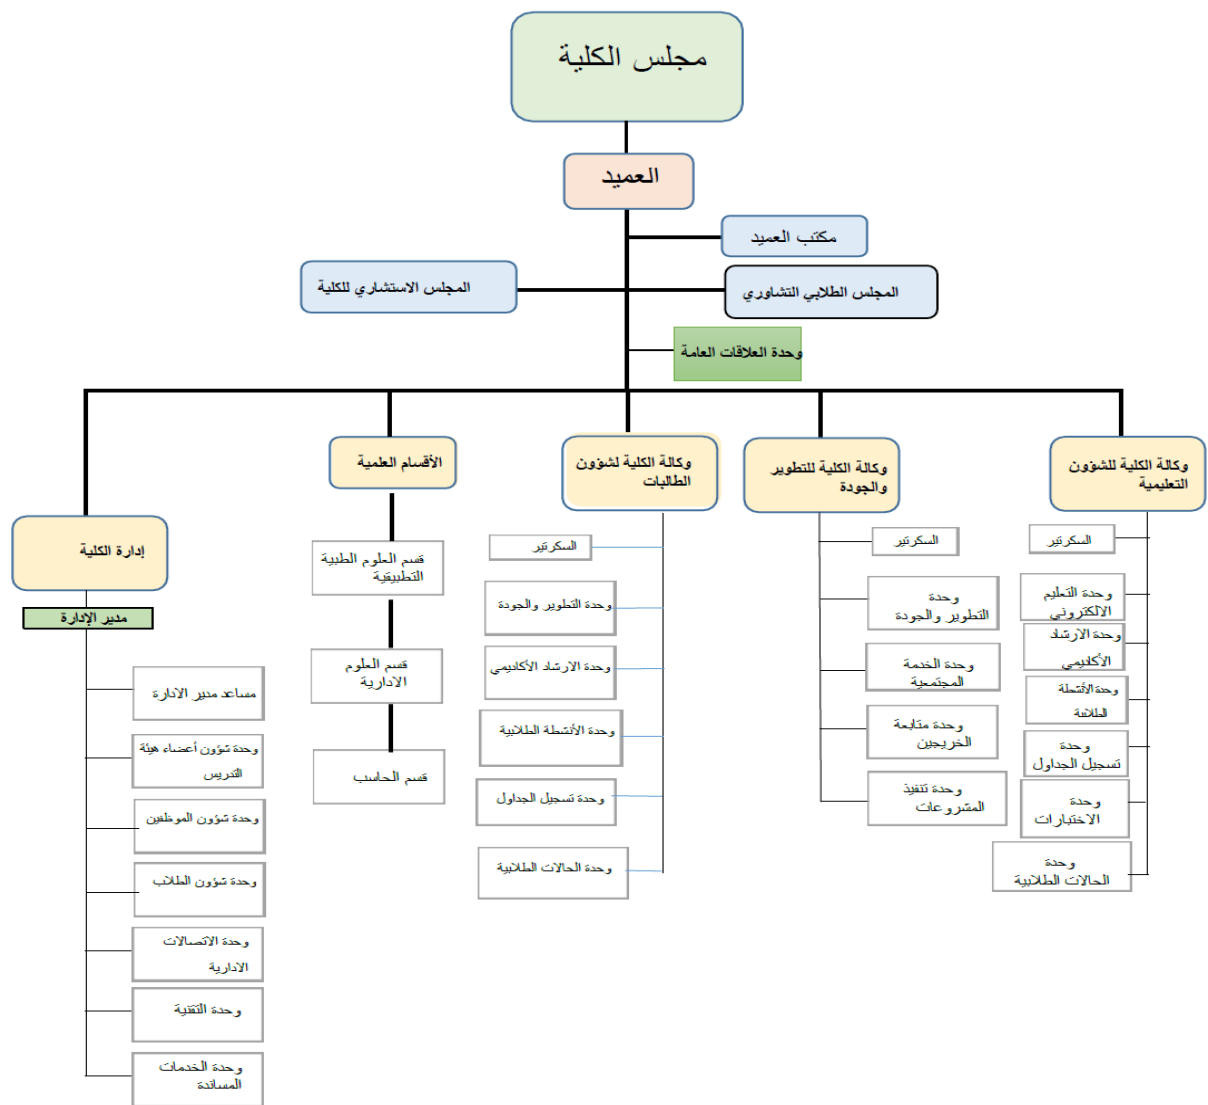 مجلس الكلية
العميد
مكتب العميد
المجلس الطلابي التشاوري
المجلس الاستشاري للكلية
وحدة العلاقات العامة
وكالة الكلية للشؤون
التعليمية
السكرتير
وحدة التعليم
الالكتروني
وحدة الارشاد
الأكاديمي
وحدة الأنشطة
الطلابية
وحدة
تسجيل الجداول
وحدة
الاختبارات
وحدة
الحالات الطلابية
وكالة الكلية للتطوير
والجودة
السكرتير
وحدة
التطوير والجودة
وحدة الخدمة
المجتمعية
وحدة متابعة
الخريجين
وحدة تنفيذ
المشروعات
وكالة الكلية لشؤون
الطالبات
السكرتير
وحدة التطوير والجودة
وحدة الارشاد الأكاديمي
وحدة الأنشطة الطلابية
وحدة تسجيل الجداول
وحدة الحالات الطلابية
الأقسام العلمية
قسم العلوم الطبية
التطبيقية
قسم العلوم
الادارية
قسم الحاسب
إدارة الكلية
مدير الإدارة
مساعد مدير الادارة
وحدة شؤون أعضاء هيئة
التدريس
وحدة شؤون الموظفين
وحدة شؤون الطلاب
وحدة الاتصالات
الادارية
وحدة التقنية
وحدة الخدمات
المساندة